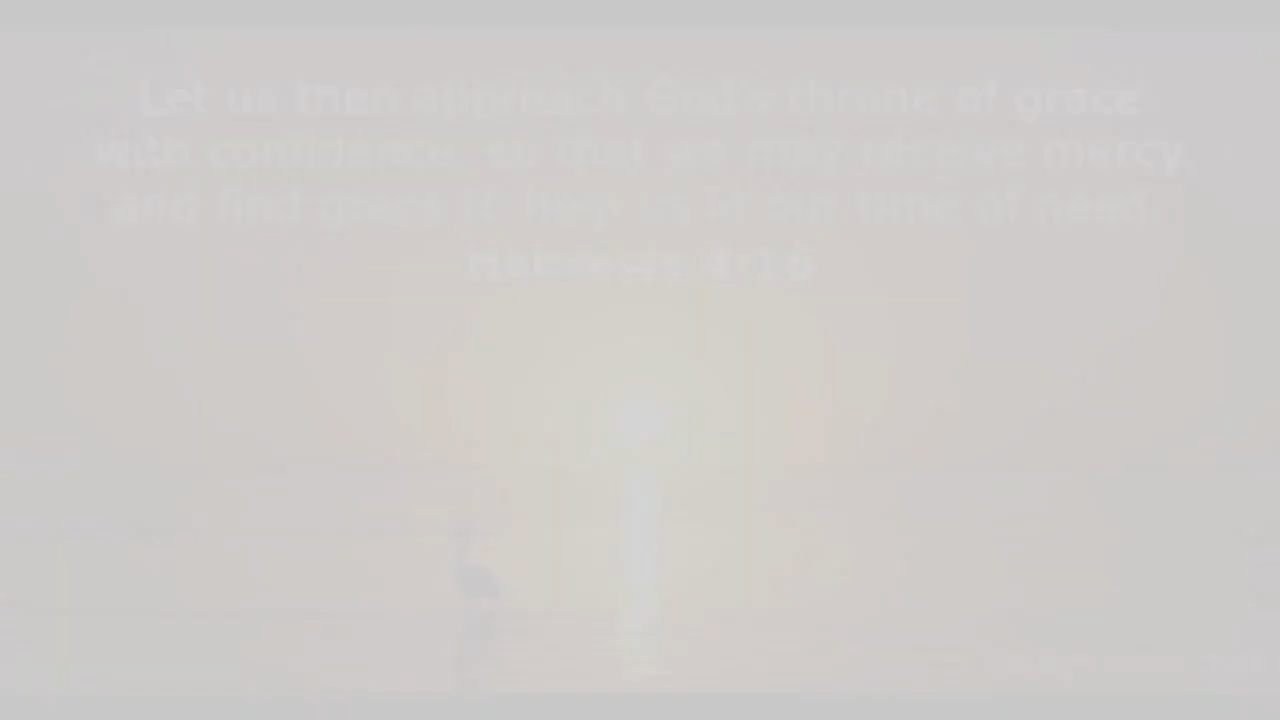 Let us then approach God's throne of grace
with confidence, so that we may receive mercy
and find grace to help us in our time of need.
Hebrews 4:16